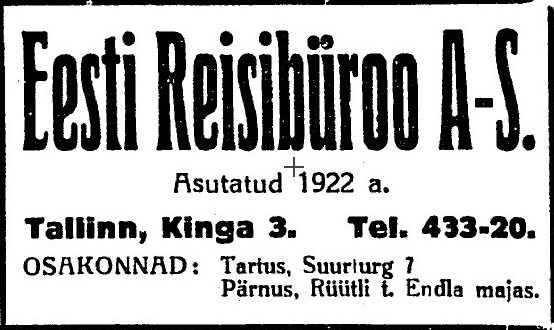 Eesti Reisibüroo A-S.
Asutatud 1922 a.
Tallinn, Kinga 3. Tel. 433-20.
OSAKONNAD: Tartus, Suurturg 7
Pärnus, Rüütli t. Endla majas.